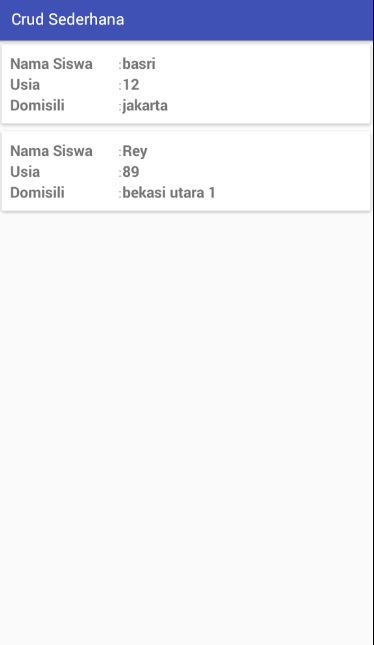 Crud Sederhana
Nama Siswa :basri
Usia :12
Domisili :jakarta
Nama Siswa :Rey
Usia :89
Domisili :bekasi utara 1